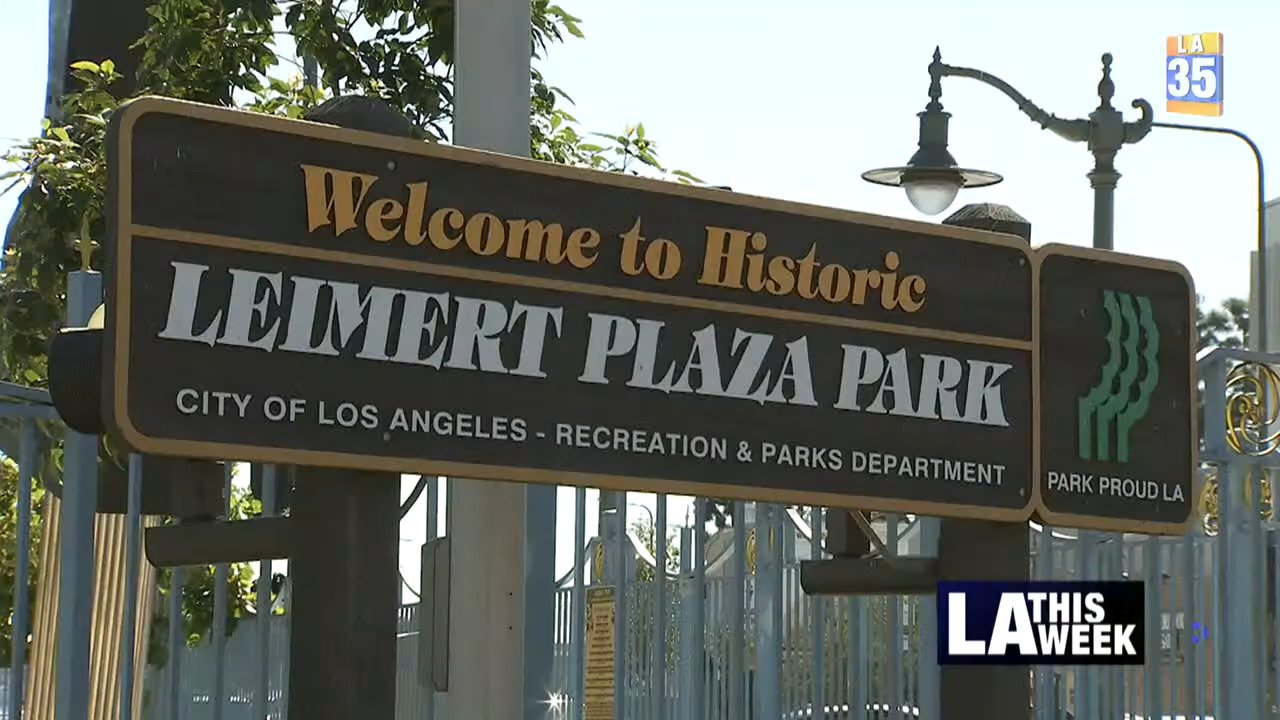 LA
35
Welcome to Historic
LEIMERT PLAZA PARK
CITY OF LOS ANGELES - RECREATION & PARKS DEPARTMENT
PARK PROUD LA
LA THIS WEEK